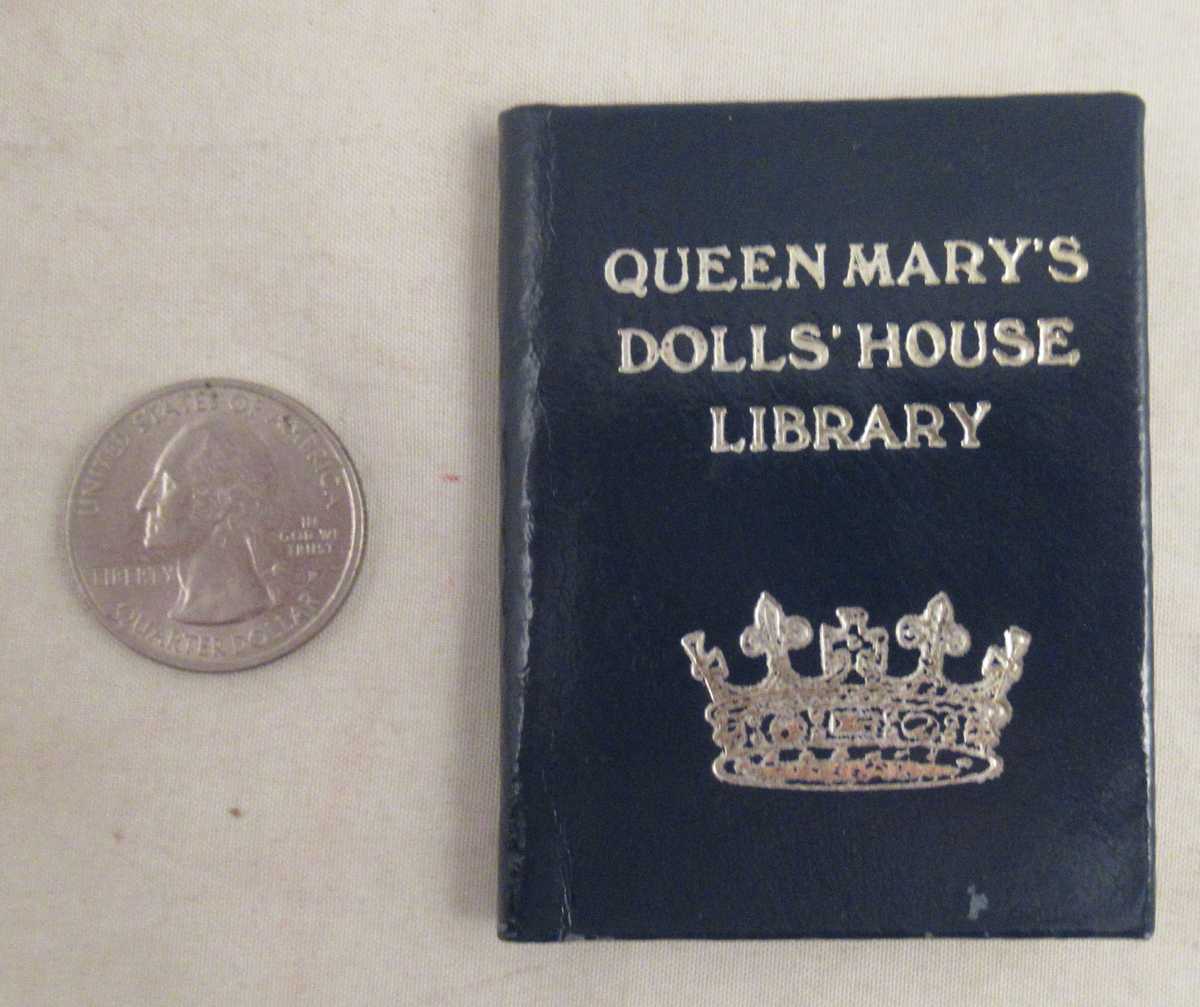 UNITED STATES OF AMERICA
IN
GOD WE
TRUST
LIBERTY
QUARTER DOLLAR
QUEEN MARY'S
DOLLS' HOUSE
LIBRARY